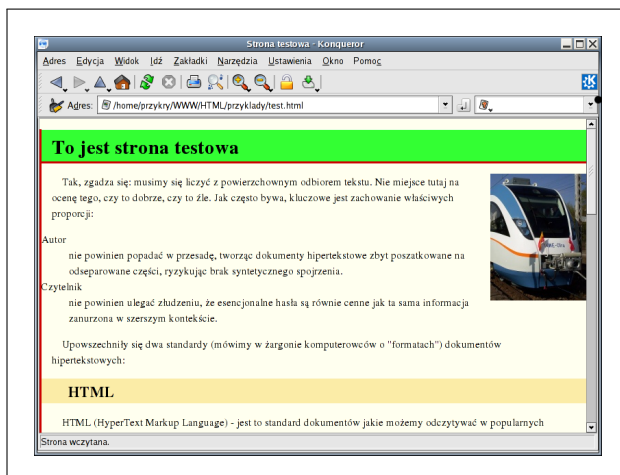 Strona testowa - Konqueror
Adres Edycja Widok Idź Zakładki Narzędzia Ustawienia Okno Pomoc
Adres: /home/przykry/WWW/HTML/przyklady/test.html
To jest strona testowa
Tak, zgadza się: musimy się liczyć z powierzchownym odbiorem tekstu. Nie miejsce tutaj na
ocenę tego, czy to dobrze, czy to źle. Jak często bywa, kluczowe jest zachowanie właściwych
proporcji:
Autor
nie powinien popadać w przesadę, tworząc dokumenty hipertekstowe zbyt poszatkowane na
odseparowane części, ryzykując brak syntetycznego spojrzenia.
Czytelnik
nie powinien ulegać złudzeniu, że esencjonalne hasła są równie cenne jak ta sama informacja
zanurzona w szerszym kontekście.
Upowszechniły się dwa standardy (mówimy w żargonie komputerowców o "formatach") dokumentów
hipertekstowych:
HTML
HTML (HyperText Markup Language) - jest to standard dokumentów jakie możemy odczytywać w popularnych
Strona wczytana.